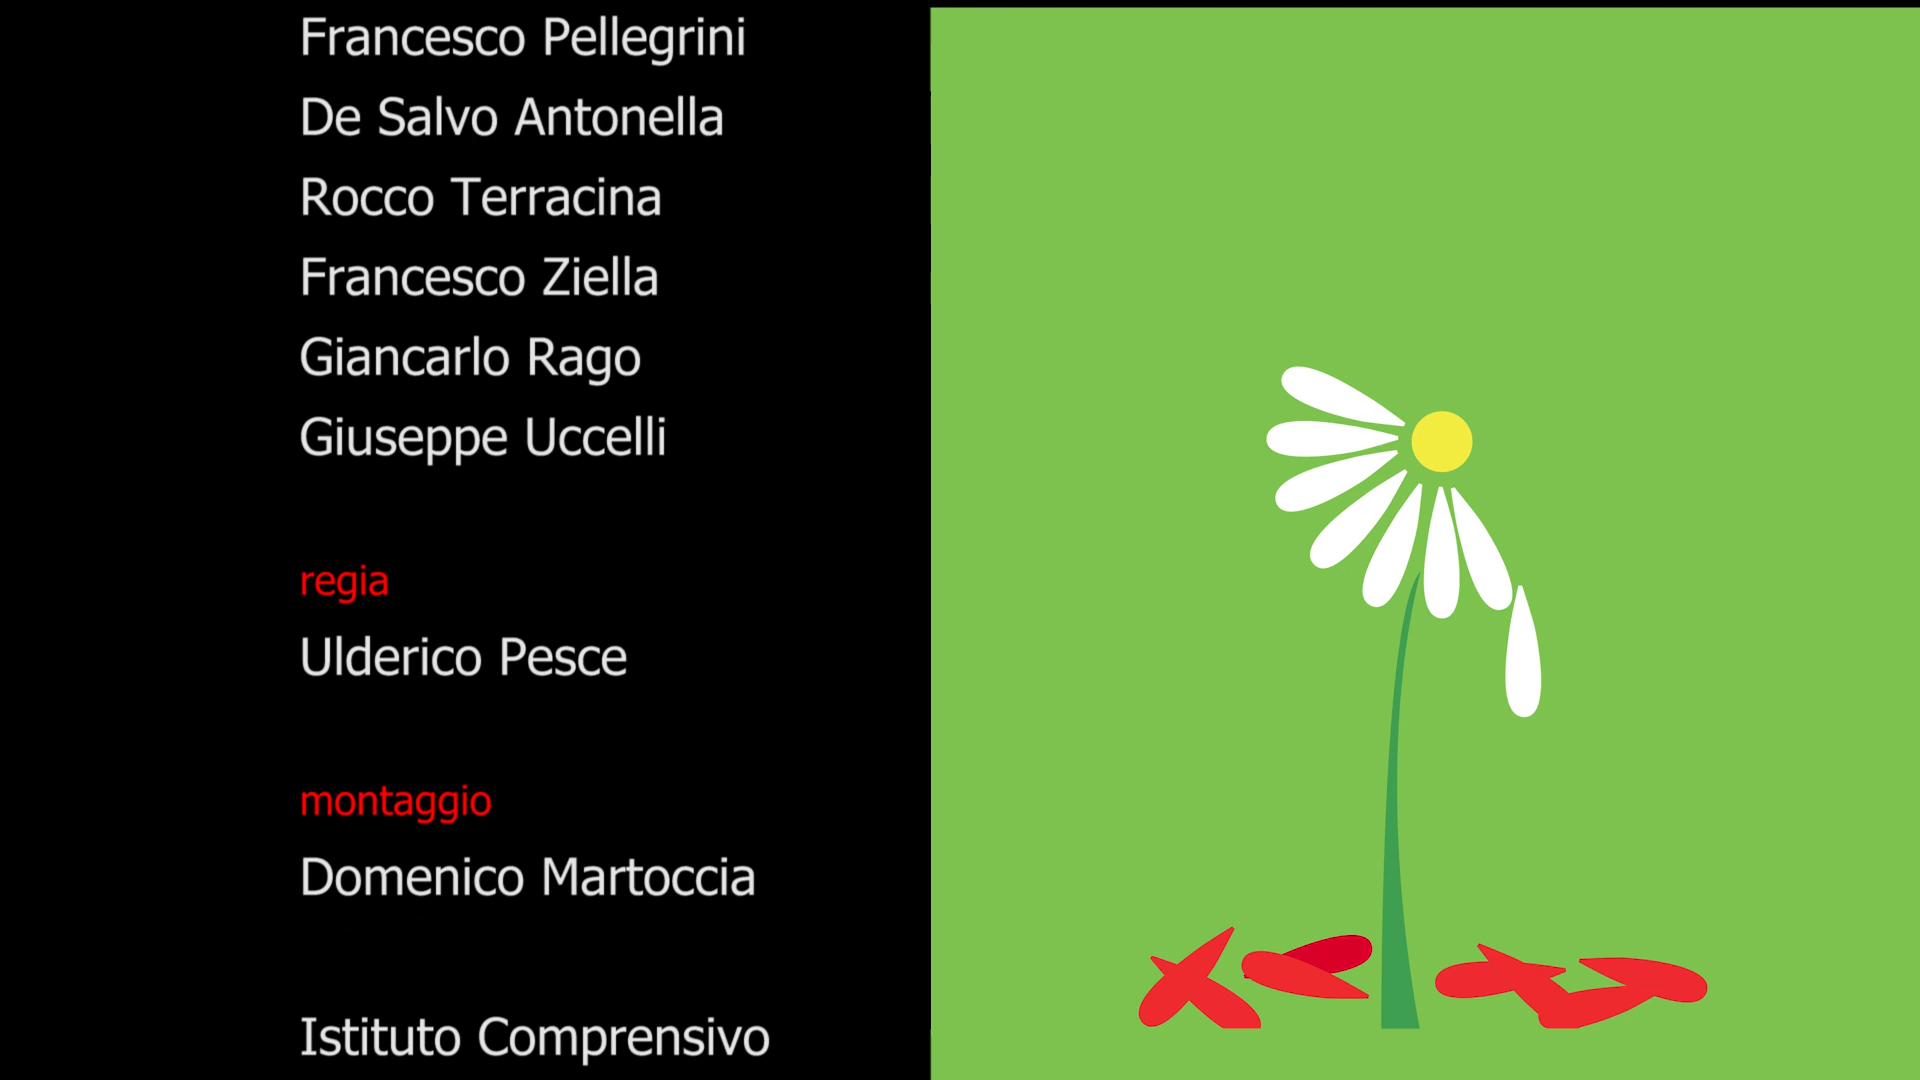 Francesco Pellegrini
De Salvo Antonella
Rocco Terracina
Francesco Ziella
Giancarlo Rago
Giuseppe Uccelli
regia
Ulderico Pesce
montaggio
Domenico Martoccia
Istituto Comprensivo